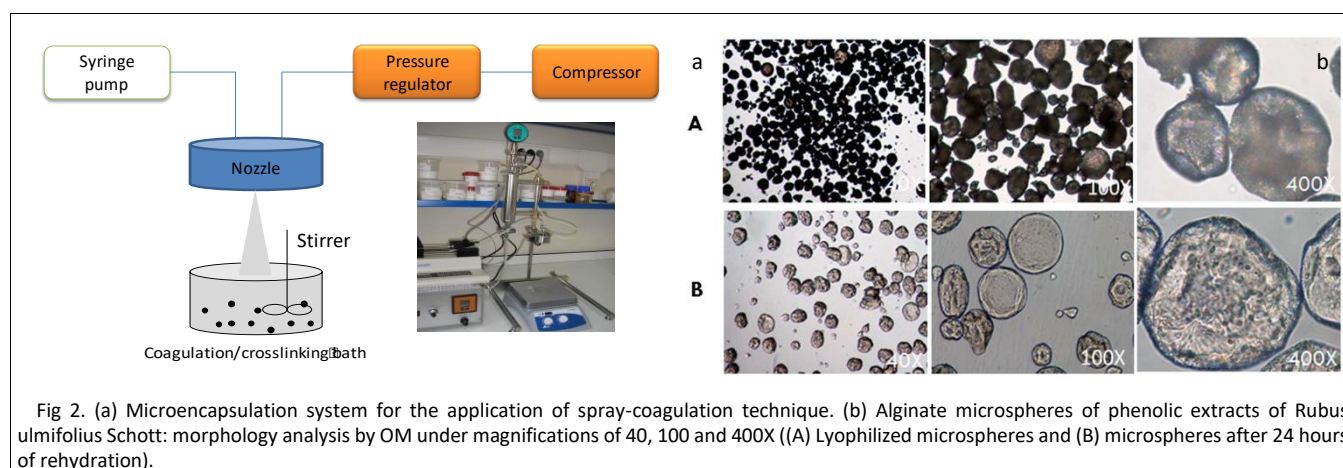 Syringe
pump
Pressure
regulator
Compressor
Nozzle
Stirrer
Coagulation/crosslinking bath
a
b
A
40X
100X
400X
B
40X
100X
400X
Fig 2. (a) Microencapsulation system for the application of spray-coagulation technique. (b) Alginate microspheres of phenolic extracts of Rubus
ulmifolius Schott: morphology analysis by OM under magnifications of 40, 100 and 400X ((A) Lyophilized microspheres and (B) microspheres after 24 hours
of rehydration).